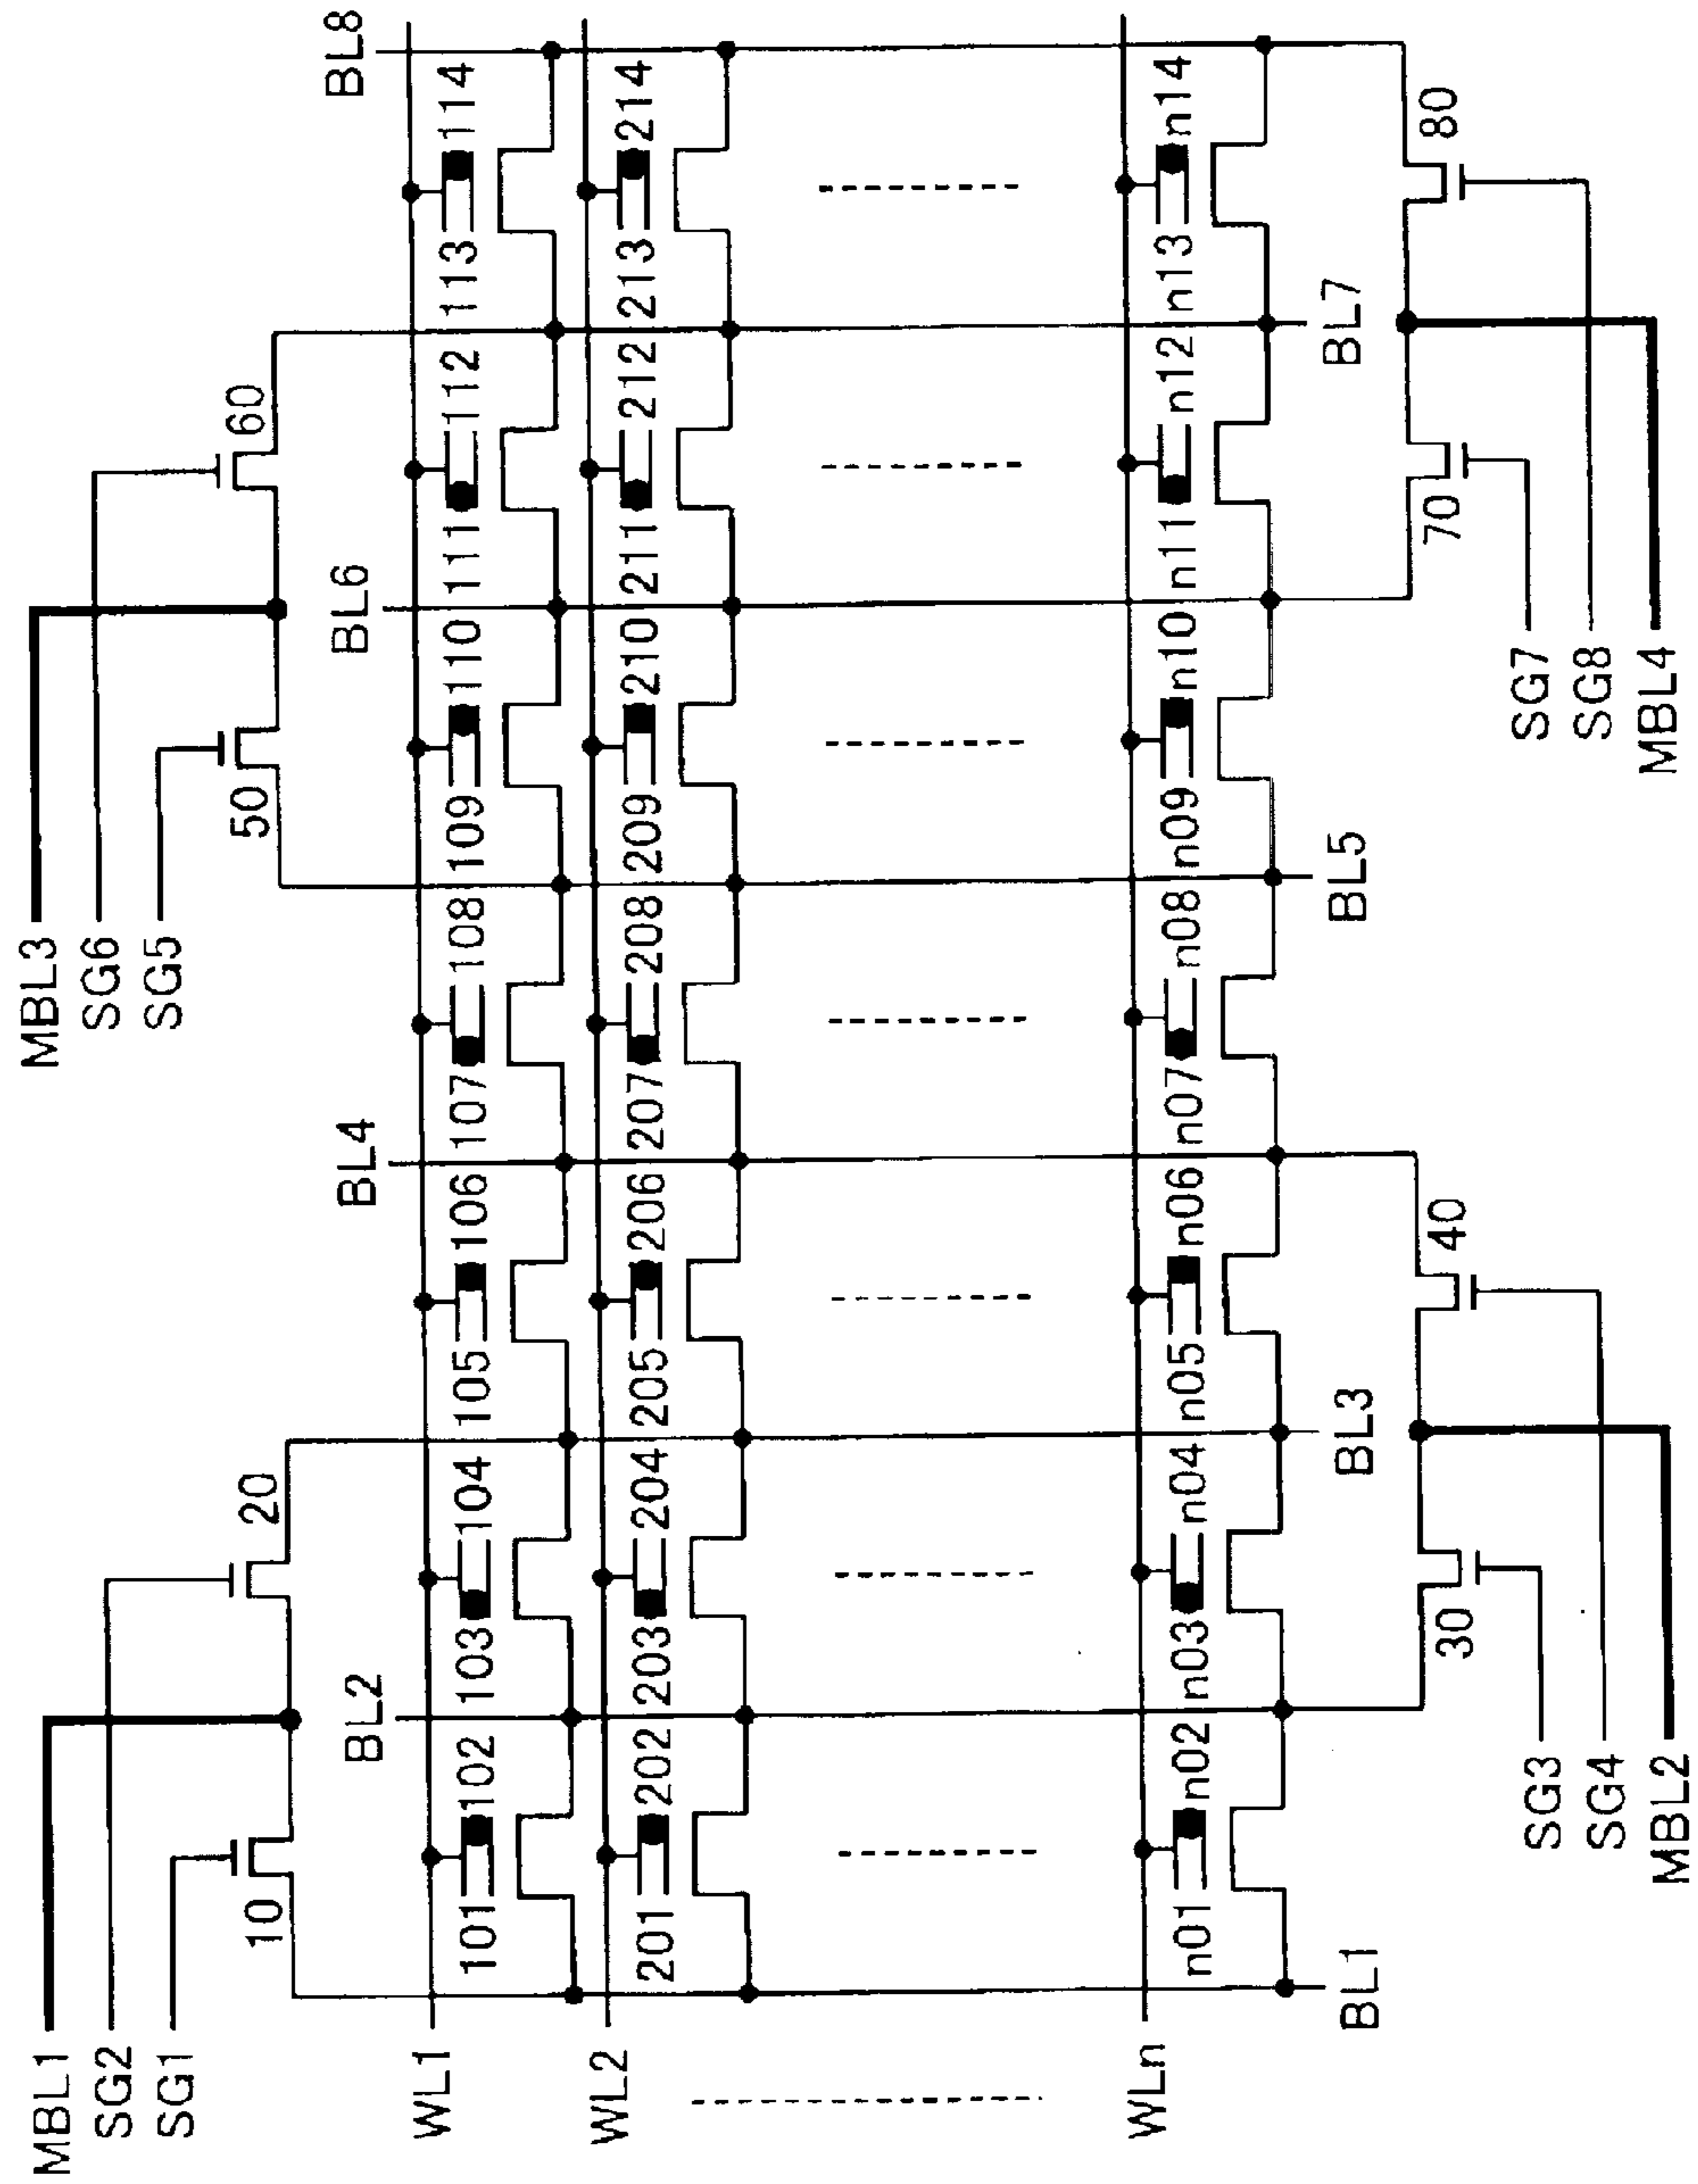 MBL1 MBL3
SG2 SG6
SG1 SG5
10 20 50 60
BL2 BL4 BL6 BL8
WL1 101 102 103 104 105 106 107 108 109 110 111 112 113 114
WL2 201 202 203 204 205 206 207 208 209 210 211 212 213 214
WLn n01 n02 n03 n04 n05 n06 n07 n08 n09 n10 n11 n12 n13 n14
BL1 BL3 BL5 BL7
30 40 70 80
SG3 SG7
SG4 SG8
MBL2 MBL4